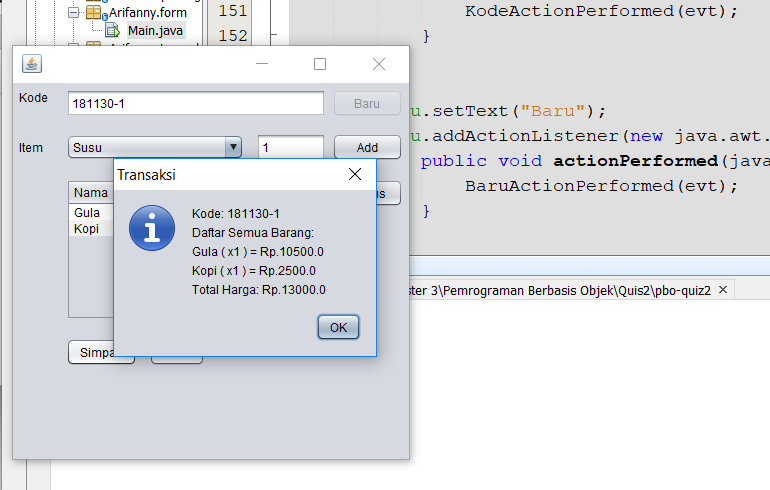 Arifanny.form
Main.java
151
152
KodeActionPerformed(evt);
}
.setText("Baru");
.addActionListener(new java.awt.
public void actionPerformed(java
BaruActionPerformed(evt);
}
Kode
181130-1
Baru
Item
Susu
1
Add
Nama
Gula
Kopi
Transaksi
Kode: 181130-1
Daftar Semua Barang:
Gula ( x1 ) = Rp.10500.0
Kopi ( x1 ) = Rp.2500.0
Total Harga: Rp.13000.0
OK
ster 3\Pemrograman Berbasis Objek\Quis2\pbo-quiz2